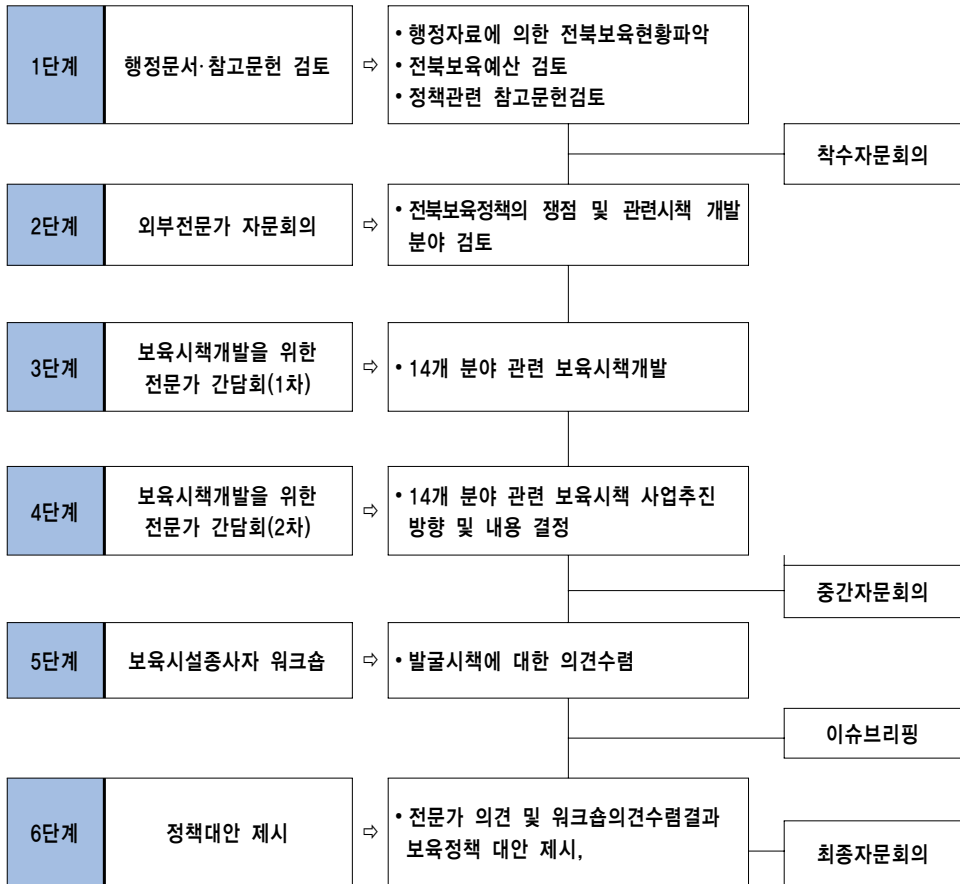 1단계
행정문서·참고문헌 검토
⇨
• 행정자료에 의한 전북보육현황파악
• 전북보육예산 검토
• 정책관련 참고문헌검토
착수자문회의
2단계
외부전문가 자문회의
⇨
• 전북보육정책의 쟁점 및 관련시책 개발
분야 검토
3단계
보육시책개발을 위한
전문가 간담회(1차)
⇨
• 14개 분야 관련 보육시책개발
4단계
보육시책개발을 위한
전문가 간담회(2차)
⇨
• 14개 분야 관련 보육시책 사업추진
방향 및 내용 결정
중간자문회의
5단계
보육시설종사자 워크숍
⇨
• 발굴시책에 대한 의견수렴
이슈브리핑
6단계
정책대안 제시
⇨
• 전문가 의견 및 워크숍의견수렴결과
보육정책 대안 제시,
최종자문회의